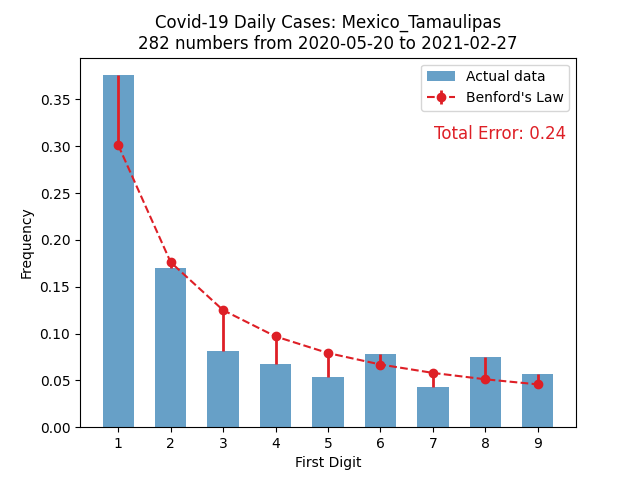 Covid-19 Daily Cases: Mexico_Tamaulipas
282 numbers from 2020-05-20 to 2021-02-27
Actual data
Benford's Law
Total Error: 0.24
Frequency
0.35
0.30
0.25
0.20
0.15
0.10
0.05
0.00
1 2 3 4 5 6 7 8 9
First Digit